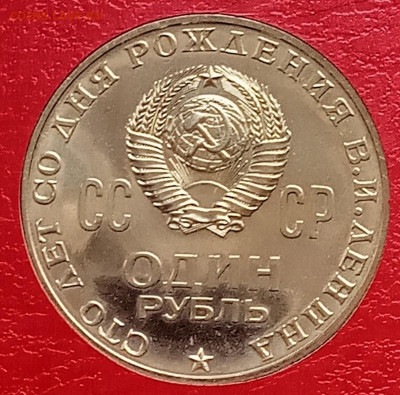 СТО ЛЕТ СО ДНЯ РОЖДЕНИЯ В.И.ЛЕНИНА
СС СР
ОДИН
РУБЛЬ